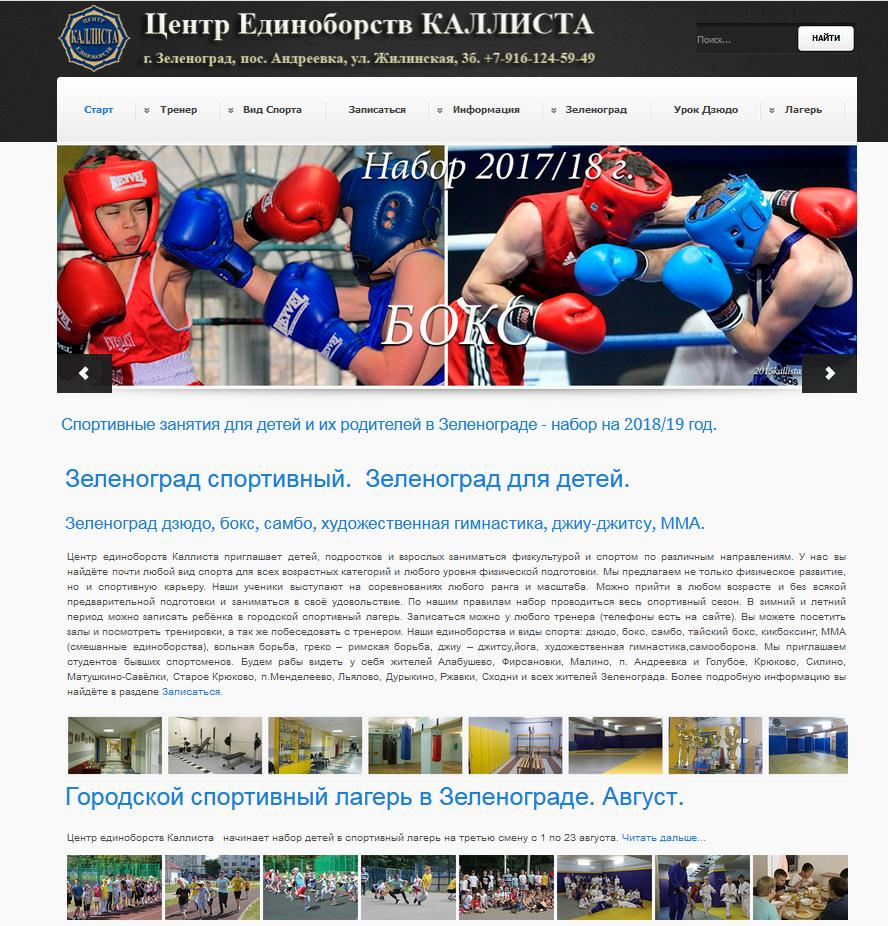 ЦЕНТР
КАЛЛИСТА
ЕДИНОБОРСТВ
Центр Единоборств КАЛЛИСТА
г. Зеленоград, пос. Андреевка, ул. Жилинская, 3б. +7-916-124-59-49
Поиск...
НАЙТИ
Старт
Тренер
Вид Спорта
Записаться
Информация
Зеленоград
Урок Дзюдо
Лагерь
Набор 2017/18 г.
REYVEL
REYVEL
EVERLAST
БОКС
2015kallista
adidas
Спортивные занятия для детей и их родителей в Зеленограде - набор на 2018/19 год.
Зеленоград спортивный. Зеленоград для детей.
Зеленоград дзюдо, бокс, самбо, художественная гимнастика, джиу-джитсу, ММА.
Центр единоборств Каллиста приглашает детей, подростков и взрослых заниматься физкультурой и спортом по различным направлениям. У нас вы
найдёте почти любой вид спорта для всех возрастных категорий и любого уровня физической подготовки. Мы предлагаем не только физическое развитие,
но и спортивную карьеру. Наши ученики выступают на соревнованиях любого ранга и масштаба. Можно прийти в любом возрасте и без всякой
предварительной подготовки и заниматься в своё удовольствие. По нашим правилам набор проводиться весь спортивный сезон. В зимний и летний
период можно записать ребёнка в городской спортивный лагерь. Записаться можно у любого тренера (телефоны есть на сайте). Вы можете посетить
залы и посмотреть тренировки, а так же побеседовать с тренером. Наши единоборства и виды спорта: дзюдо, бокс, самбо, тайский бокс, кикбоксинг, ММА
(смешанные единоборства), вольная борьба, греко – римская борьба, джиу – джитсу,йога, художественная гимнастика,самооборона. Мы приглашаем
студентов бывших спортсменов. Будем рабы видеть у себя жителей Алабушево, Фирсановки, Малино, п. Андреевка и Голубое, Крюково, Силино,
Матушкино-Савёлки, Старое Крюково, п.Менделеево, Льялово, Дурыкино, Ржавки, Сходни и всех жителей Зеленограда. Более подробную информацию вы
найдёте в разделе Записаться.
Городской спортивный лагерь в Зеленограде. Август.
Центр единоборств Каллиста начинает набор детей в спортивный лагерь на третью смену с 1 по 23 августа. Читать дальше...